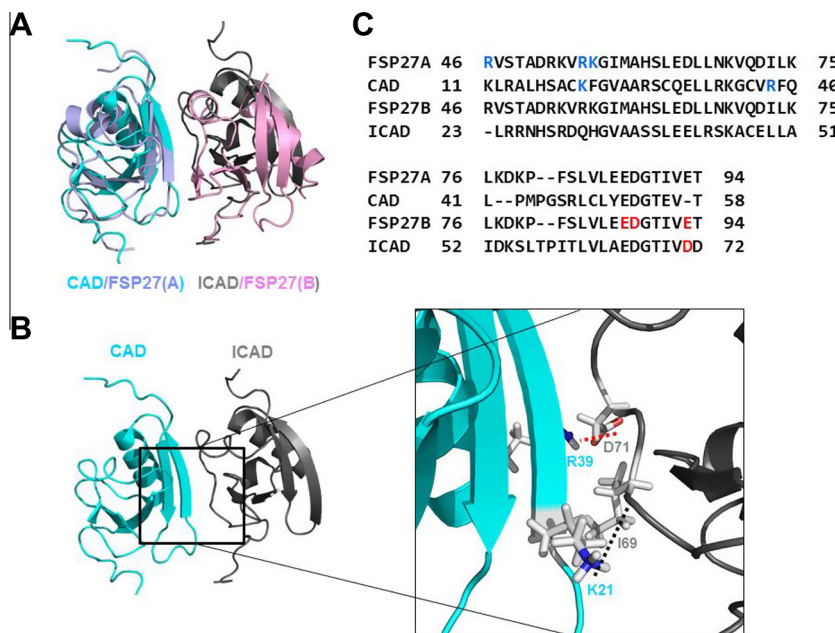 A
CAD/FSP27(A) ICAD/FSP27(B)
B
CAD ICAD
R39
D71
I69
K21
C
FSP27A 46 RVSTADRKVRKGIMAHSLEDLLNKVQDILK 75
CAD 11 KLRALHSACKFGVAARSCQELLRKGCVRFQ 40
FSP27B 46 RVSTADRKVRKGIMAHSLEDLLNKVQDILK 75
ICAD 23 -LRRNHSRDQHGVAASSLEELRSKACELLA 51
FSP27A 76 LKDKP--FSLVLEEDGTIVET 94
CAD 41 L--PMPGSRLCLYEDGTEV-T 58
FSP27B 76 LKDKP--FSLVLEEDGTIVET 94
ICAD 52 IDKSLTPITLVLAEDGTIVDD 72